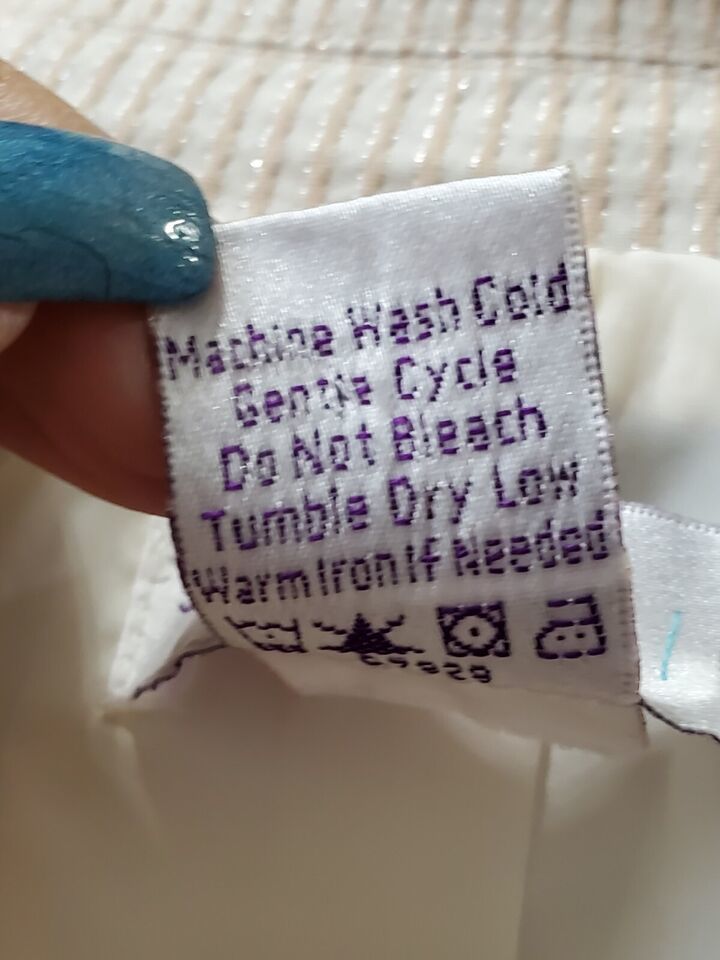 Machine Wash Cold
Gentle Cycle
Do Not Bleach
Tumble Dry Low
Warm Iron If Needed